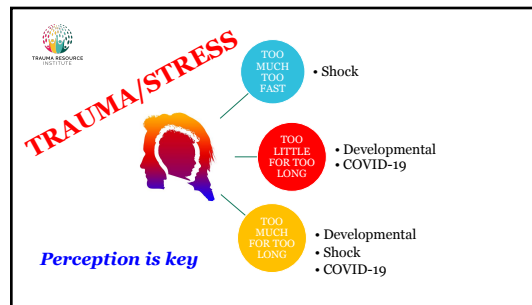 TRAUMA RESOURCE
INSTITUTE
TRAUMA/STRESS
TOO
MUCH
TOO
FAST
• Shock
TOO
LITTLE
FOR TOO
LONG
• Developmental
• COVID-19
TOO
MUCH
FOR TOO
LONG
• Developmental
• Shock
• COVID-19
Perception is key